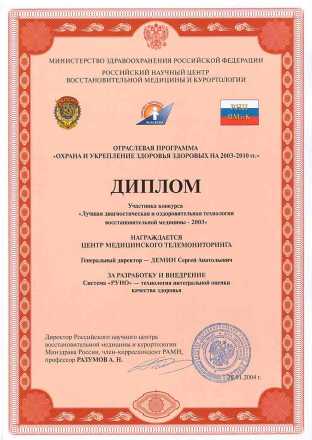 МИНИСТЕРСТВО ЗДРАВООХРАНЕНИЯ РОССИЙСКОЙ ФЕДЕРАЦИИ
РОССИЙСКИЙ НАУЧНЫЙ ЦЕНТР
ВОССТАНОВИТЕЛЬНОЙ МЕДИЦИНЫ И КУРОРТОЛОГИИ
ОТРАСЛЕВАЯ ПРОГРАММА
«ОХРАНА И УКРЕПЛЕНИЕ ЗДОРОВЬЯ ЗДОРОВЫХ НА 2003-2010 гг.»
ДИПЛОМ
Участника конкурса
«Лучшая диагностическая и оздоровительная технология
восстановительной медицины - 2003»
НАГРАЖДАЕТСЯ
ЦЕНТР МЕДИЦИНСКОГО ТЕЛЕМОНИТОРИНГА
Генеральный директор — ДЕМИН Сергей Анатольевич
ЗА РАЗРАБОТКУ И ВНЕДРЕНИЕ
Система «РУНО» — технология интегральной оценки
качества здоровья
Директор Российского научного центра
восстановительной медицины и курортологии
Минздрава России, член-корреспондент РАМН,
профессор РАЗУМОВ А. Н.
.01.2004 г.